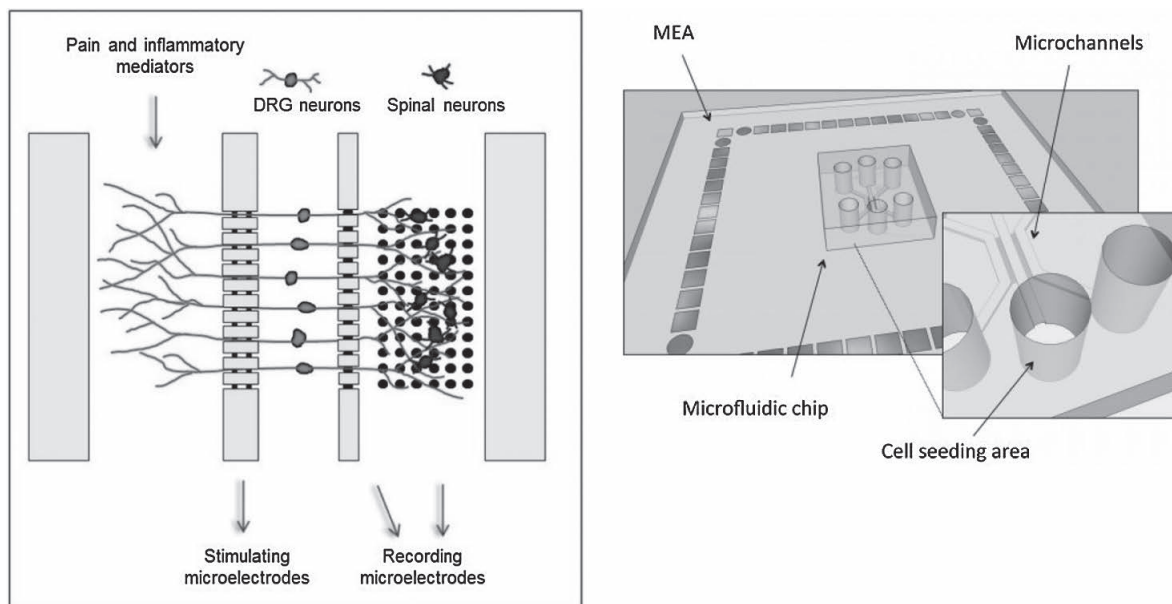 Pain and inflammatory
mediators
DRG neurons
Spinal neurons
Stimulating
microelectrodes
Recording
microelectrodes
MEA
Microchannels
Microfluidic chip
Cell seeding area